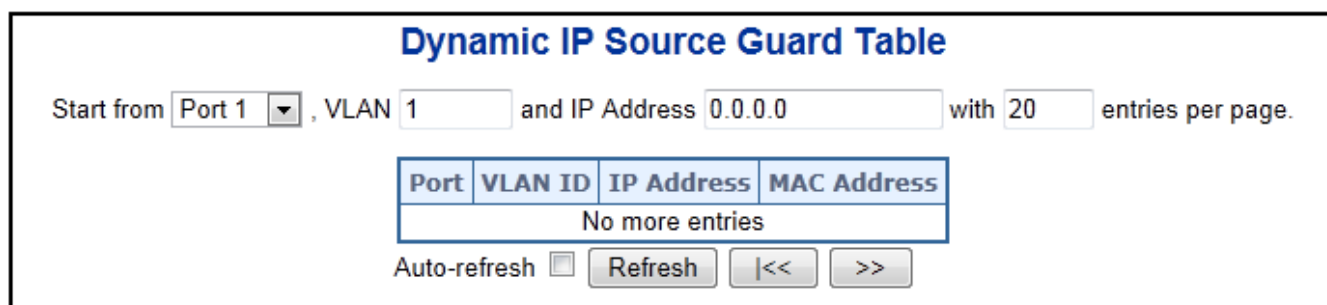 Dynamic IP Source Guard Table
Start from Port 1 , VLAN 1 and IP Address 0.0.0.0 with 20 entries per page.
Port VLAN ID IP Address MAC Address
No more entries
Auto-refresh Refresh |<< >>